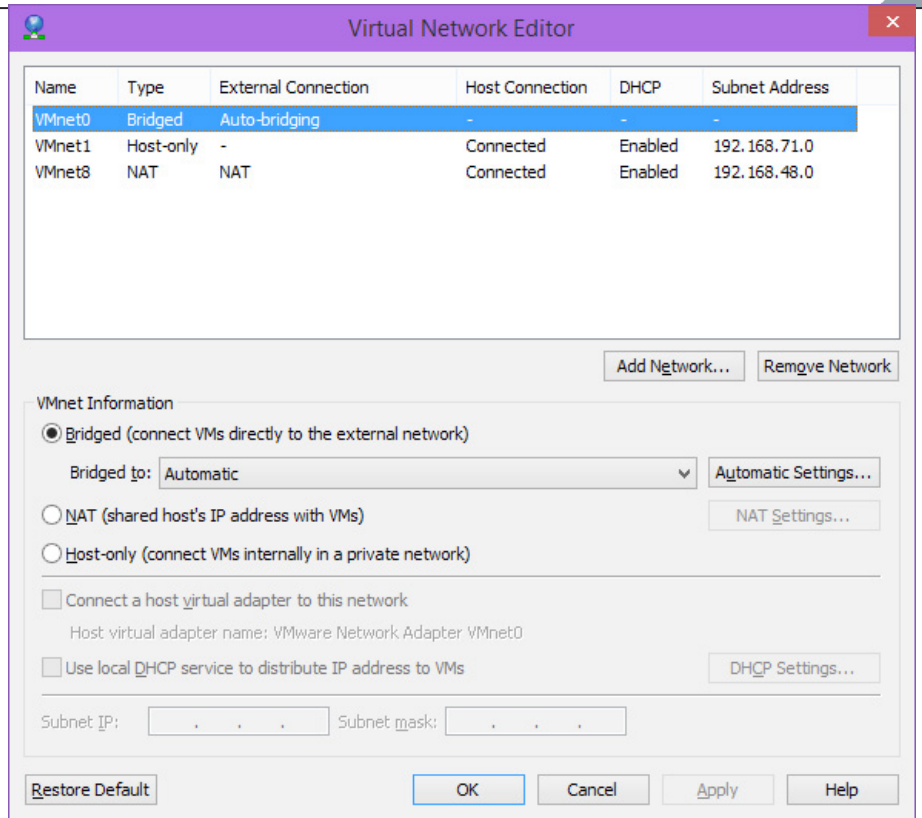 Virtual Network Editor
Name Type External Connection Host Connection DHCP Subnet Address
VMnet0 Bridged Auto-bridging - - -
VMnet1 Host-only - Connected Enabled 192.168.71.0
VMnet8 NAT NAT Connected Enabled 192.168.48.0
Add Network... Remove Network
VMnet Information
Bridged (connect VMs directly to the external network)
Bridged to: Automatic Automatic Settings...
NAT (shared host's IP address with VMs) NAT Settings...
Host-only (connect VMs internally in a private network)
Connect a host virtual adapter to this network
Host virtual adapter name: VMware Network Adapter VMnet0
Use local DHCP service to distribute IP address to VMs DHCP Settings...
Subnet IP: . . . Subnet mask: . . .
Restore Default OK Cancel Apply Help